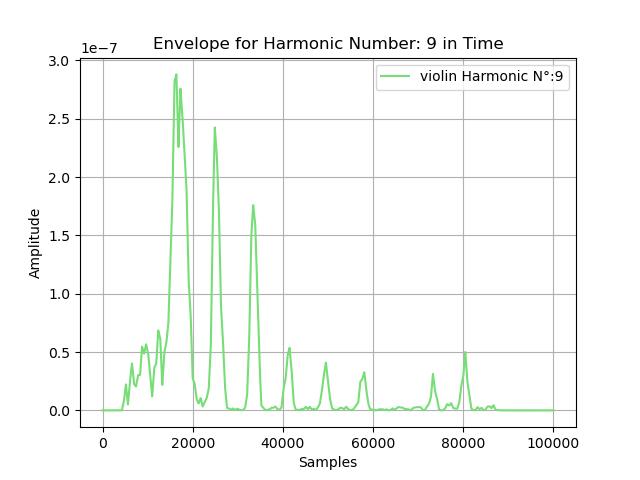 Envelope for Harmonic Number: 9 in Time
1e−7
violin Harmonic N°:9
3.0
2.5
2.0
1.5
1.0
0.5
0.0
Amplitude
0 20000 40000 60000 80000 100000
Samples